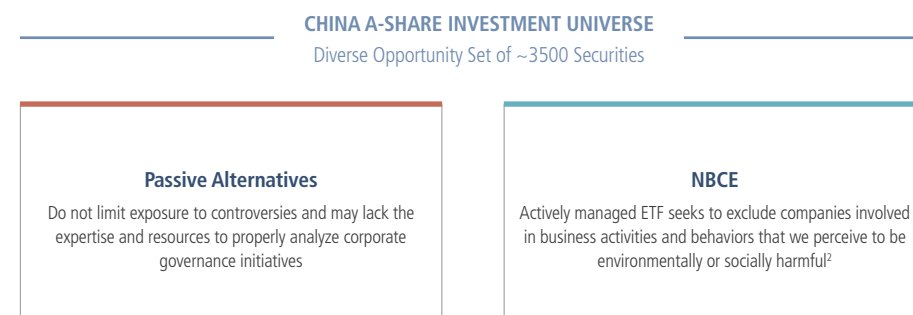 CHINA A-SHARE INVESTMENT UNIVERSE
Diverse Opportunity Set of ~3500 Securities
Passive Alternatives
Do not limit exposure to controversies and may lack the
expertise and resources to properly analyze corporate
governance initiatives
NBCE
Actively managed ETF seeks to exclude companies involved
in business activities and behaviors that we perceive to be
environmentally or socially harmful²